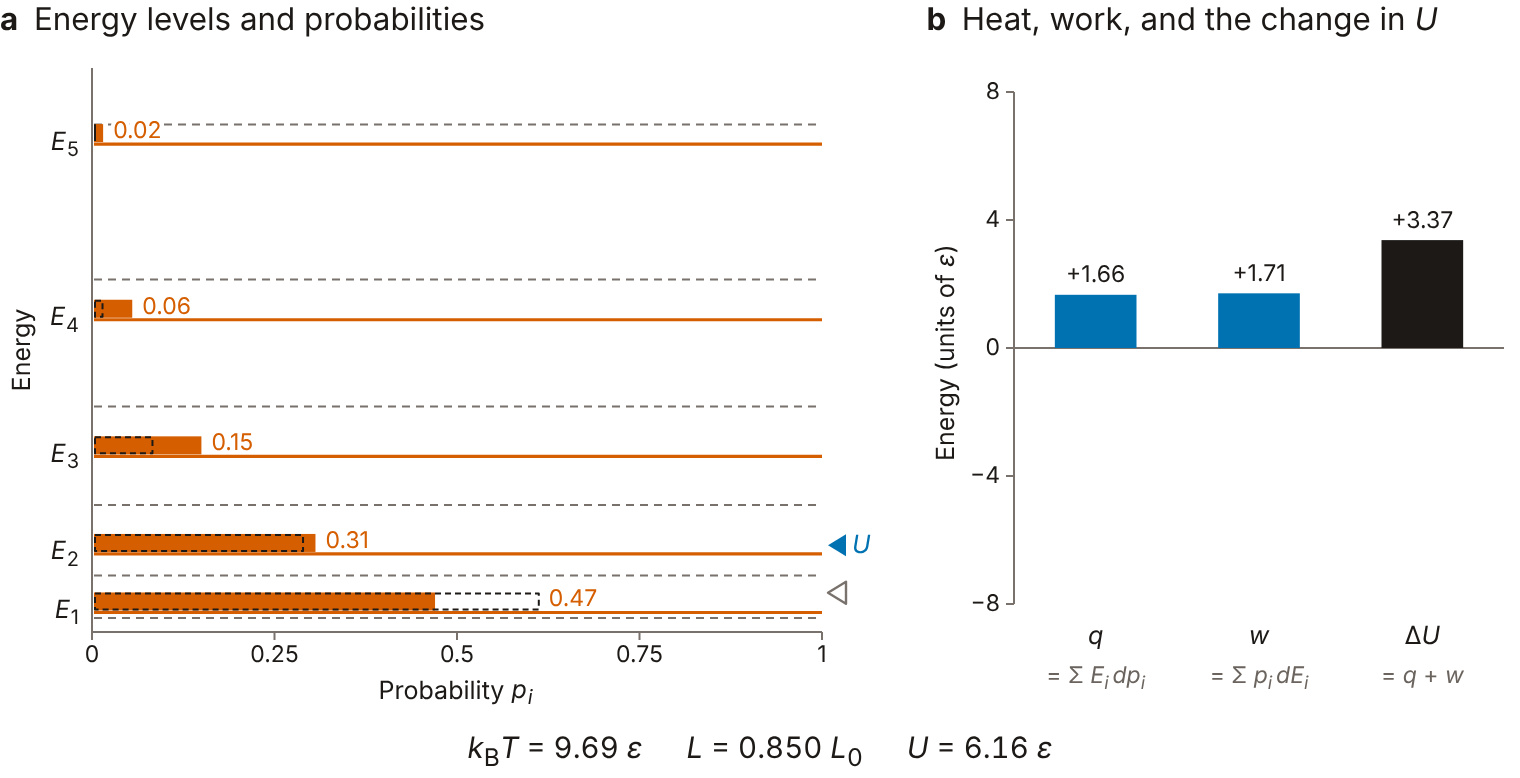 a Energy levels and probabilities
E5
0.02
E4
0.06
E3
0.15
E2
0.31
U
E1
0.47
Energy
0 0.25 0.5 0.75 1
Probability pi
b Heat, work, and the change in U
8
4
0
−4
−8
Energy (units of ε)
+1.66
+1.71
+3.37
q w ΔU
= Σ Ei dpi = Σ pi dEi = q + w
kBT = 9.69 ε L = 0.850 L0 U = 6.16 ε